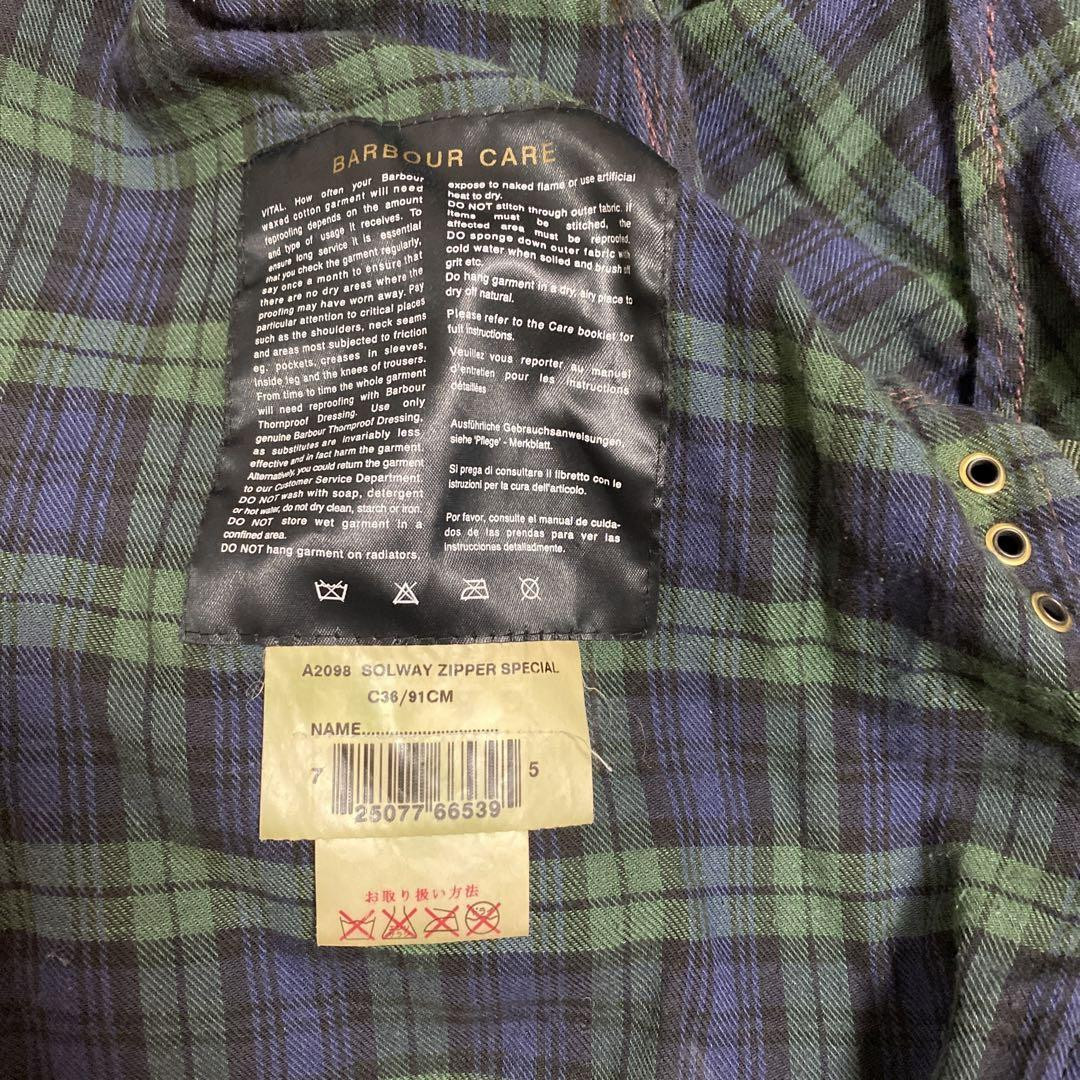 BARBOUR CARE
VITAL. How often your Barbour
waxed cotton garment will need
reproofing depends on the amount
and type of usage it receives. To
ensure long service it is essential
that you check the garment regularly,
say once a month to ensure that
there are no dry areas where the
proofing may have worn away. Pay
particular attention to critical places
such as the shoulders, neck seams
and areas most subjected to friction
eg. pockets, creases in sleeves,
inside leg and the knees of trousers.
From time to time the whole garment
will need reproofing with Barbour
Thornproof Dressing. Use only
genuine Barbour Thornproof Dressing,
as substitutes are invariably less
effective and in fact harm the garment.
Alternatively, you could return the garment
to our Customer Service Department.
DO NOT wash with soap, detergent
or hot water, do not dry clean, starch or iron.
DO NOT store wet garment in a
confined area.
DO NOT hang garment on radiators,
expose to naked flame or use artificial
heat to dry.
DO NOT stitch through outer fabric. If
items must be stitched, the
affected area must be reproofed.
DO sponge down outer fabric with
cold water when soiled and brush off
grit etc.
Do hang garment in a dry, airy place to
dry off natural.
Please refer to the Care booklet for
full instructions.
Veuillez vous reporter au manuel
d'entretien pour les instructions
détaillées
Ausführliche Gebrauchsanweisungen,
siehe 'Pflege' - Merkblatt.
Si prega di consultare il libretto con le
istruzioni per la cura dell'articolo.
Por favor, consulte el manual de cuida-
dos de las prendas para ver las
instrucciones detalladmente.
A2098 SOLWAY ZIPPER SPECIAL
C36/91CM
NAME..............................
7 25077 66539 5
お取り扱い方法